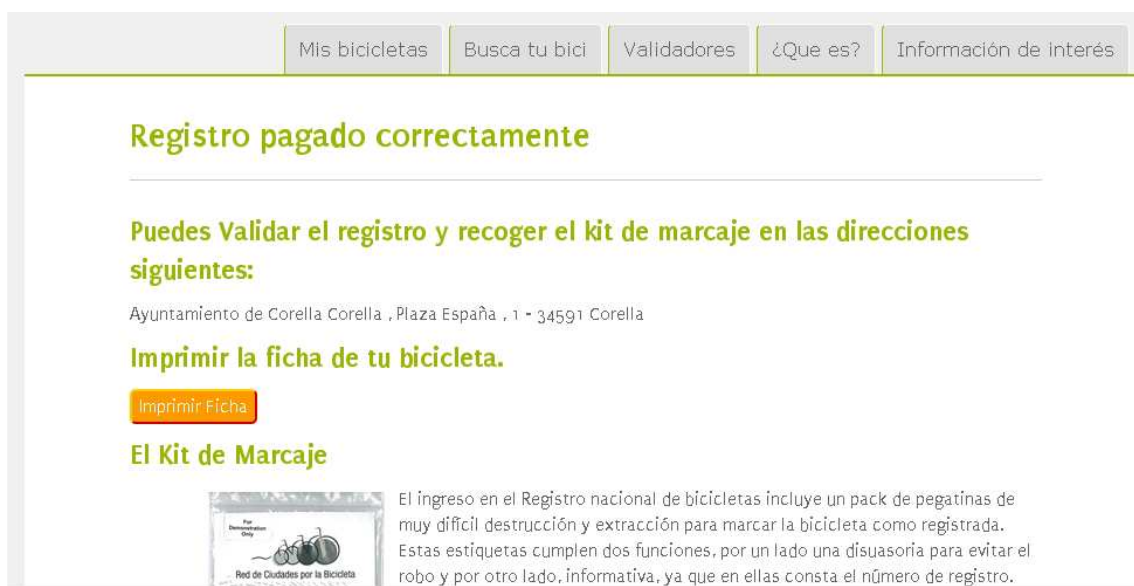 Mis bicicletas
Busca tu bici
Validadores
¿Que es?
Información de interés
Registro pagado correctamente
Puedes Validar el registro y recoger el kit de marcaje en las direcciones
siguientes:
Ayuntamiento de Corella Corella , Plaza España , 1 - 34591 Corella
Imprimir la ficha de tu bicicleta.
Imprimir Ficha
El Kit de Marcaje
For
Demonstration
Only
Red de Ciudades por la Bicicleta
El ingreso en el Registro nacional de bicicletas incluye un pack de pegatinas de
muy difícil destrucción y extracción para marcar la bicicleta como registrada.
Estas estiquetas cumplen dos funciones, por un lado una disuasoria para evitar el
robo y por otro lado, informativa, ya que en ellas consta el número de registro.